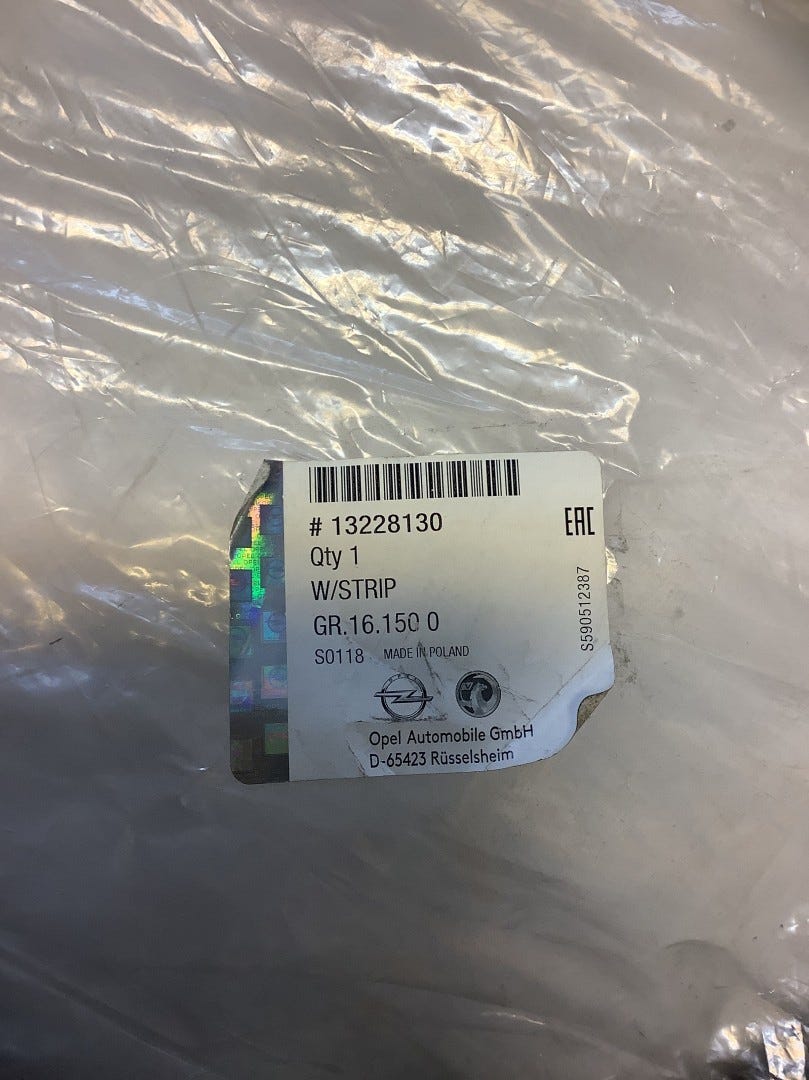 # 13228130
EAC
Qty 1
W/STRIP
GR.16.150 0
S0118 MADE IN POLAND
S590512387
Opel Automobile GmbH
D-65423 Rüsselsheim